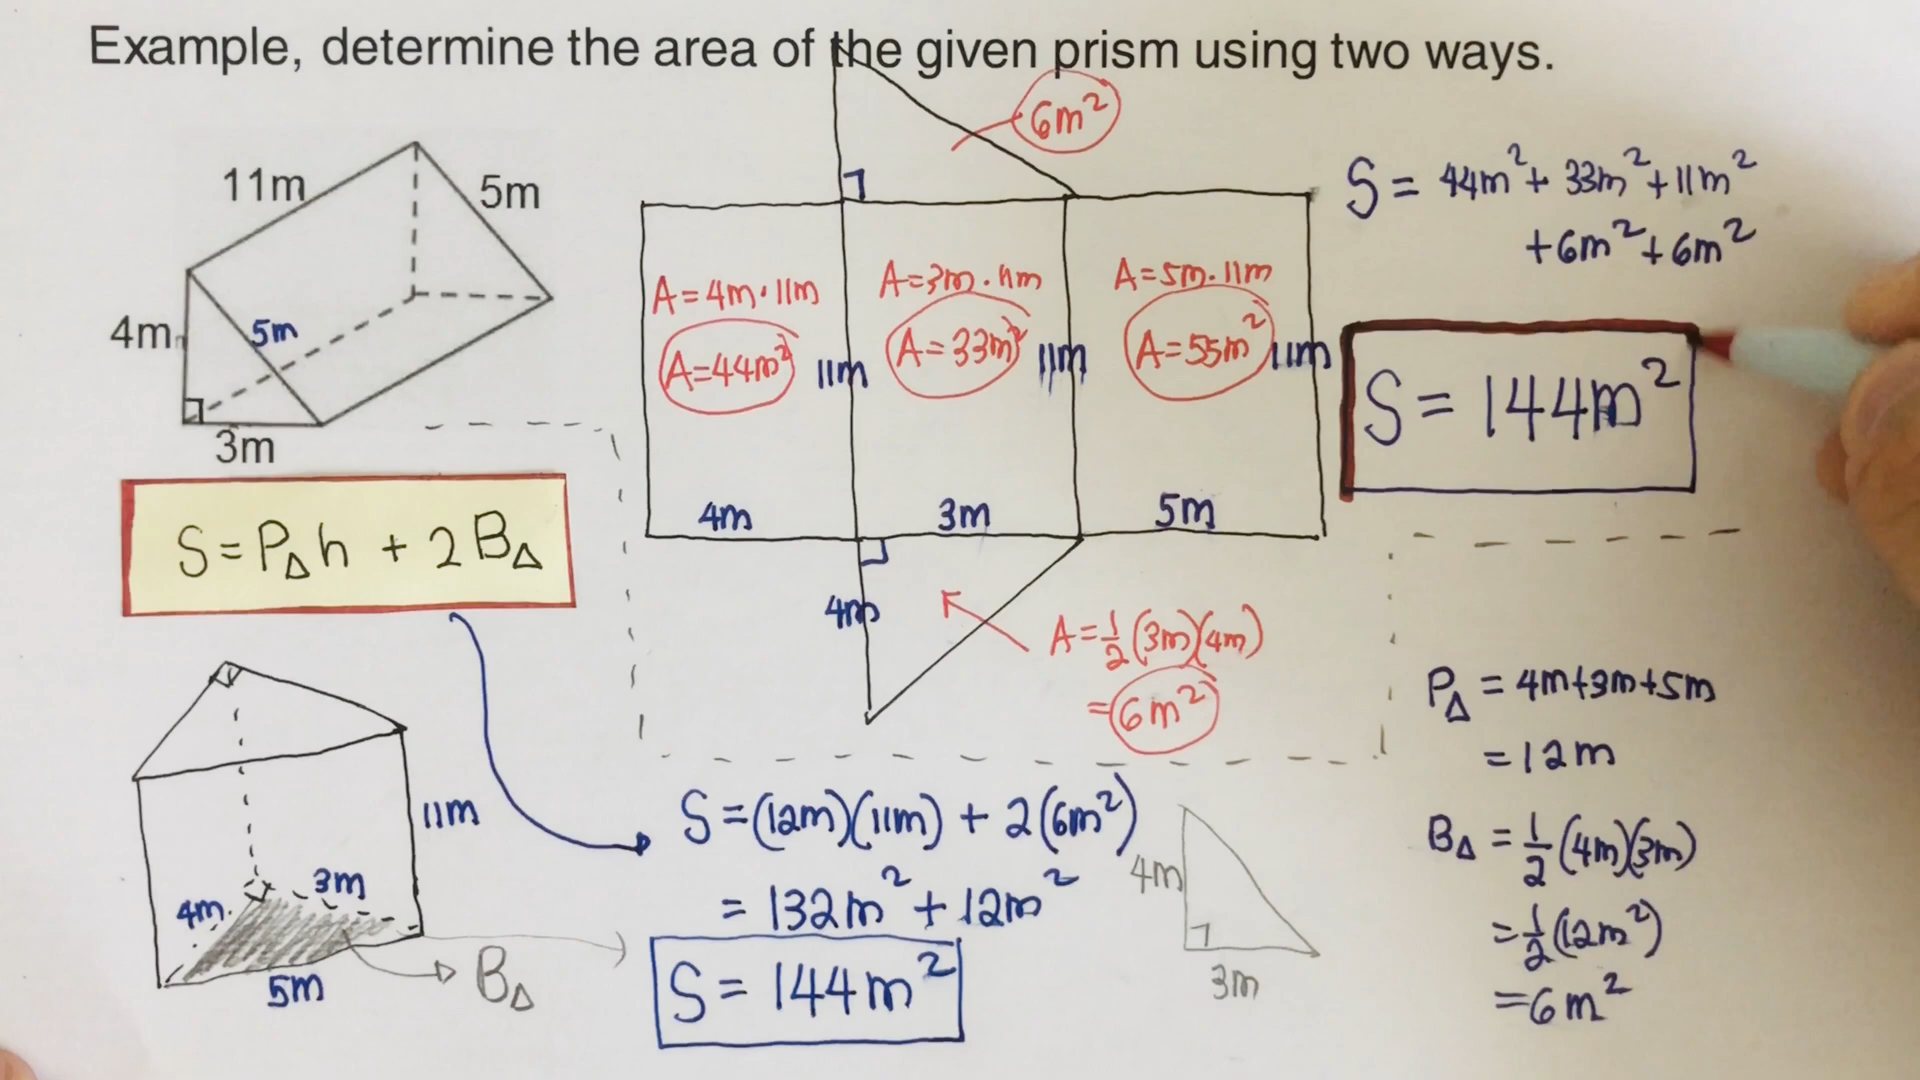 Example, determine the area of the given prism using two ways.
11m
5m
4m
5m
3m
6m²
A=4m·11m
A=44m²
11m
4m
A=3m·11m
A=33m²
11m
3m
A=5m·11m
A=55m²
11m
5m
4m
A=½(3m)(4m)
=6m²
S = 44m²+33m²+11m²
+6m²+6m²
S = 144m²
S=P△h + 2B△
11m
3m
4m
5m
B△
S=(12m)(11m) + 2(6m²)
= 132m² + 12m²
S = 144m²
4m
3m
P△ = 4m+3m+5m
=12m
B△ = ½(4m)(3m)
=½(12m²)
=6m²